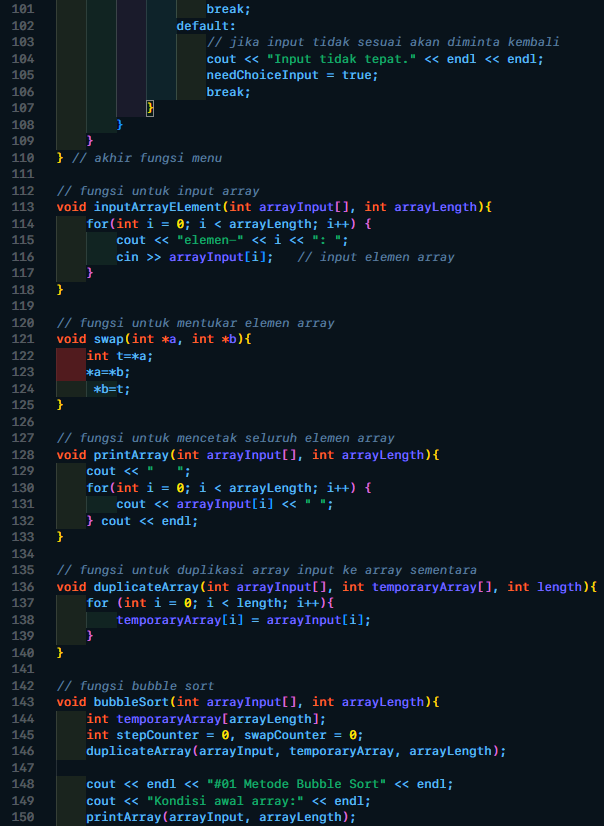 101                     break;
102                 default:
103                     // jika input tidak sesuai akan diminta kembali
104                     cout << "Input tidak tepat." << endl << endl;
105                     needChoiceInput = true;
106                     break;
107             }
108         }
109     }
110 } // akhir fungsi menu
111
112 // fungsi untuk input array
113 void inputArrayELement(int arrayInput[], int arrayLength){
114     for(int i = 0; i < arrayLength; i++) {
115         cout << "elemen-" << i << ": ";
116         cin >> arrayInput[i];   // input elemen array
117     }
118 }
119
120 // fungsi untuk mentukar elemen array
121 void swap(int *a, int *b){
122     int t=*a;
123     *a=*b;
124      *b=t;
125 }
126
127 // fungsi untuk mencetak seluruh elemen array
128 void printArray(int arrayInput[], int arrayLength){
129     cout << "   ";
130     for(int i = 0; i < arrayLength; i++) {
131         cout << arrayInput[i] << " ";
132     } cout << endl;
133 }
134
135 // fungsi untuk duplikasi array input ke array sementara
136 void duplicateArray(int arrayInput[], int temporaryArray[], int length){
137     for (int i = 0; i < length; i++){
138         temporaryArray[i] = arrayInput[i];
139     }
140 }
141
142 // fungsi bubble sort
143 void bubbleSort(int arrayInput[], int arrayLength){
144     int temporaryArray[arrayLength];
145     int stepCounter = 0, swapCounter = 0;
146     duplicateArray(arrayInput, temporaryArray, arrayLength);
147
148     cout << endl << "#01 Metode Bubble Sort" << endl;
149     cout << "Kondisi awal array:" << endl;
150     printArray(arrayInput, arrayLength);